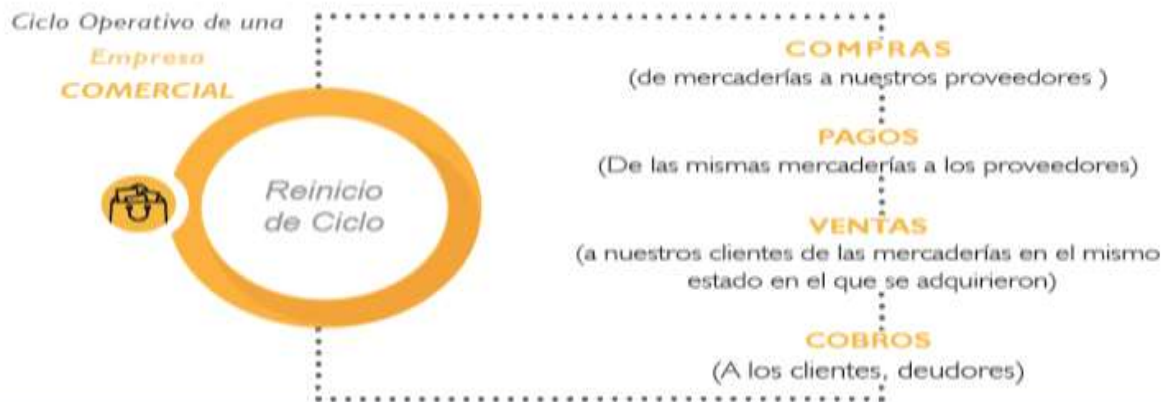 Ciclo Operativo de una
Empresa
COMERCIAL
Reinicio
de Ciclo
COMPRAS
(de mercaderías a nuestros proveedores )
PAGOS
(De las mismas mercaderías a los proveedores)
VENTAS
(a nuestros clientes de las mercaderías en el mismo
estado en el que se adquirieron)
COBROS
(A los clientes, deudores)